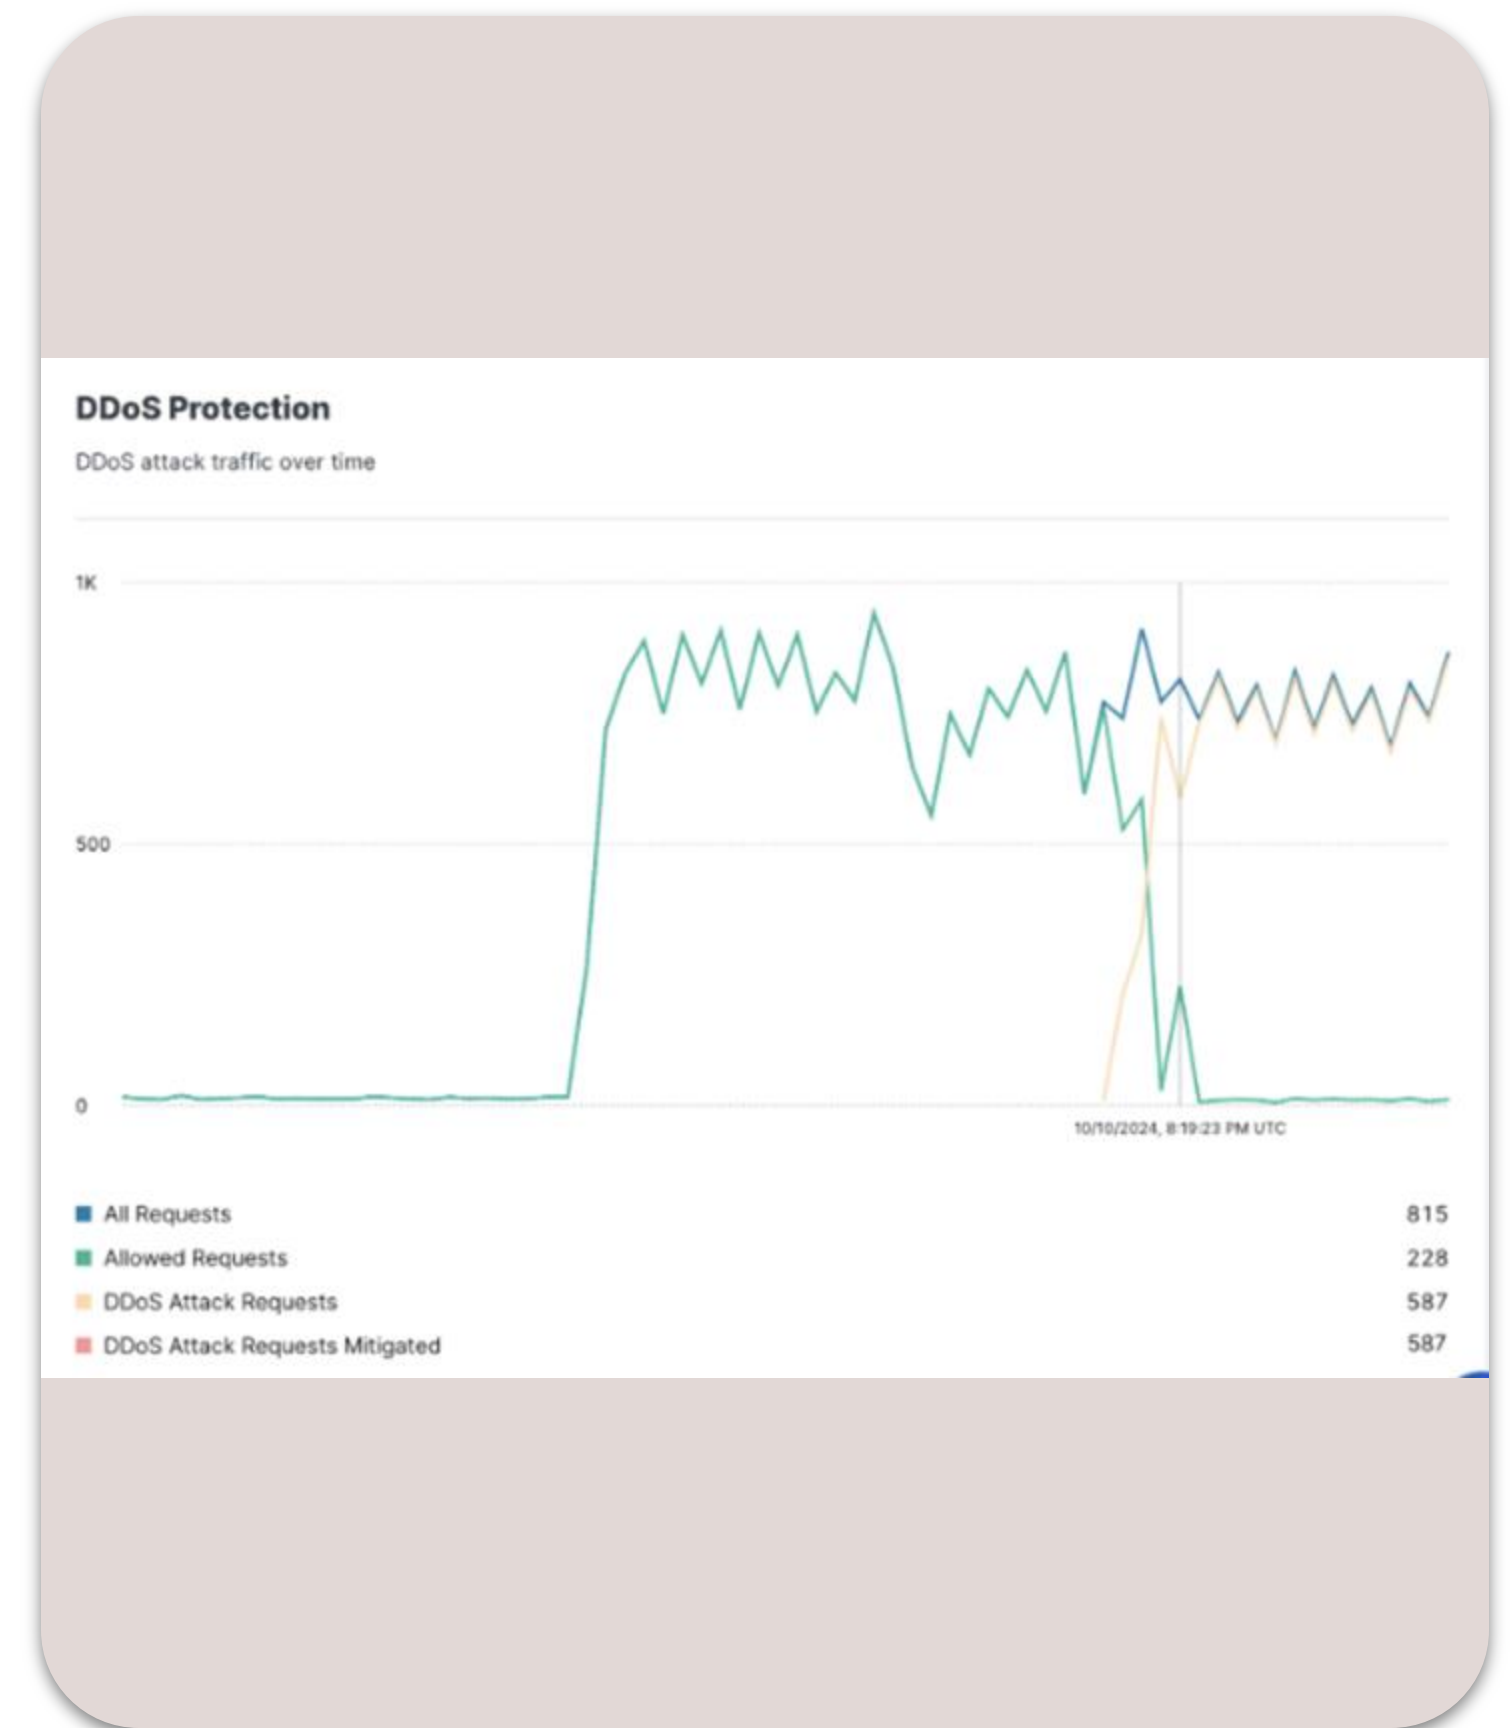 DDoS Protection
DDoS attack traffic over time
1K
500
0
10/10/2024, 8:19:23 PM UTC
All Requests 815
Allowed Requests 228
DDoS Attack Requests 587
DDoS Attack Requests Mitigated 587